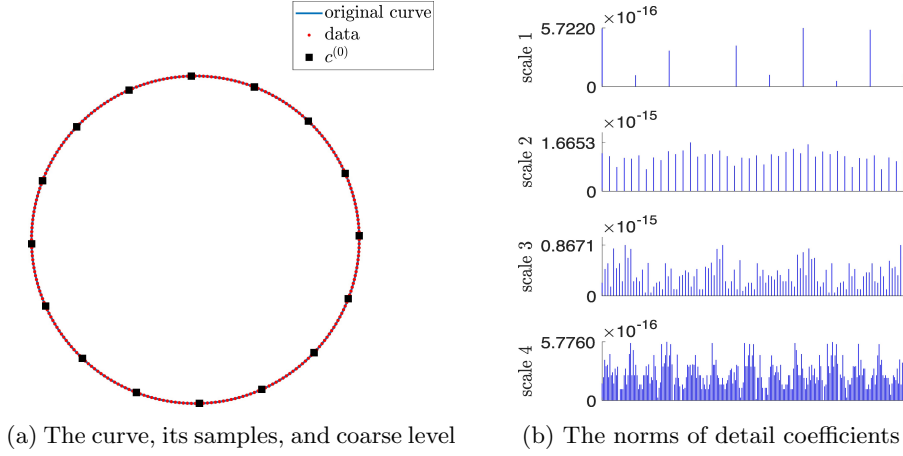 original curve
data
c^(0)
×10^-16
5.7220
0
scale 1
×10^-15
1.6653
0
scale 2
×10^-15
0.8671
0
scale 3
×10^-16
5.7760
0
scale 4
(a) The curve, its samples, and coarse level
(b) The norms of detail coefficients